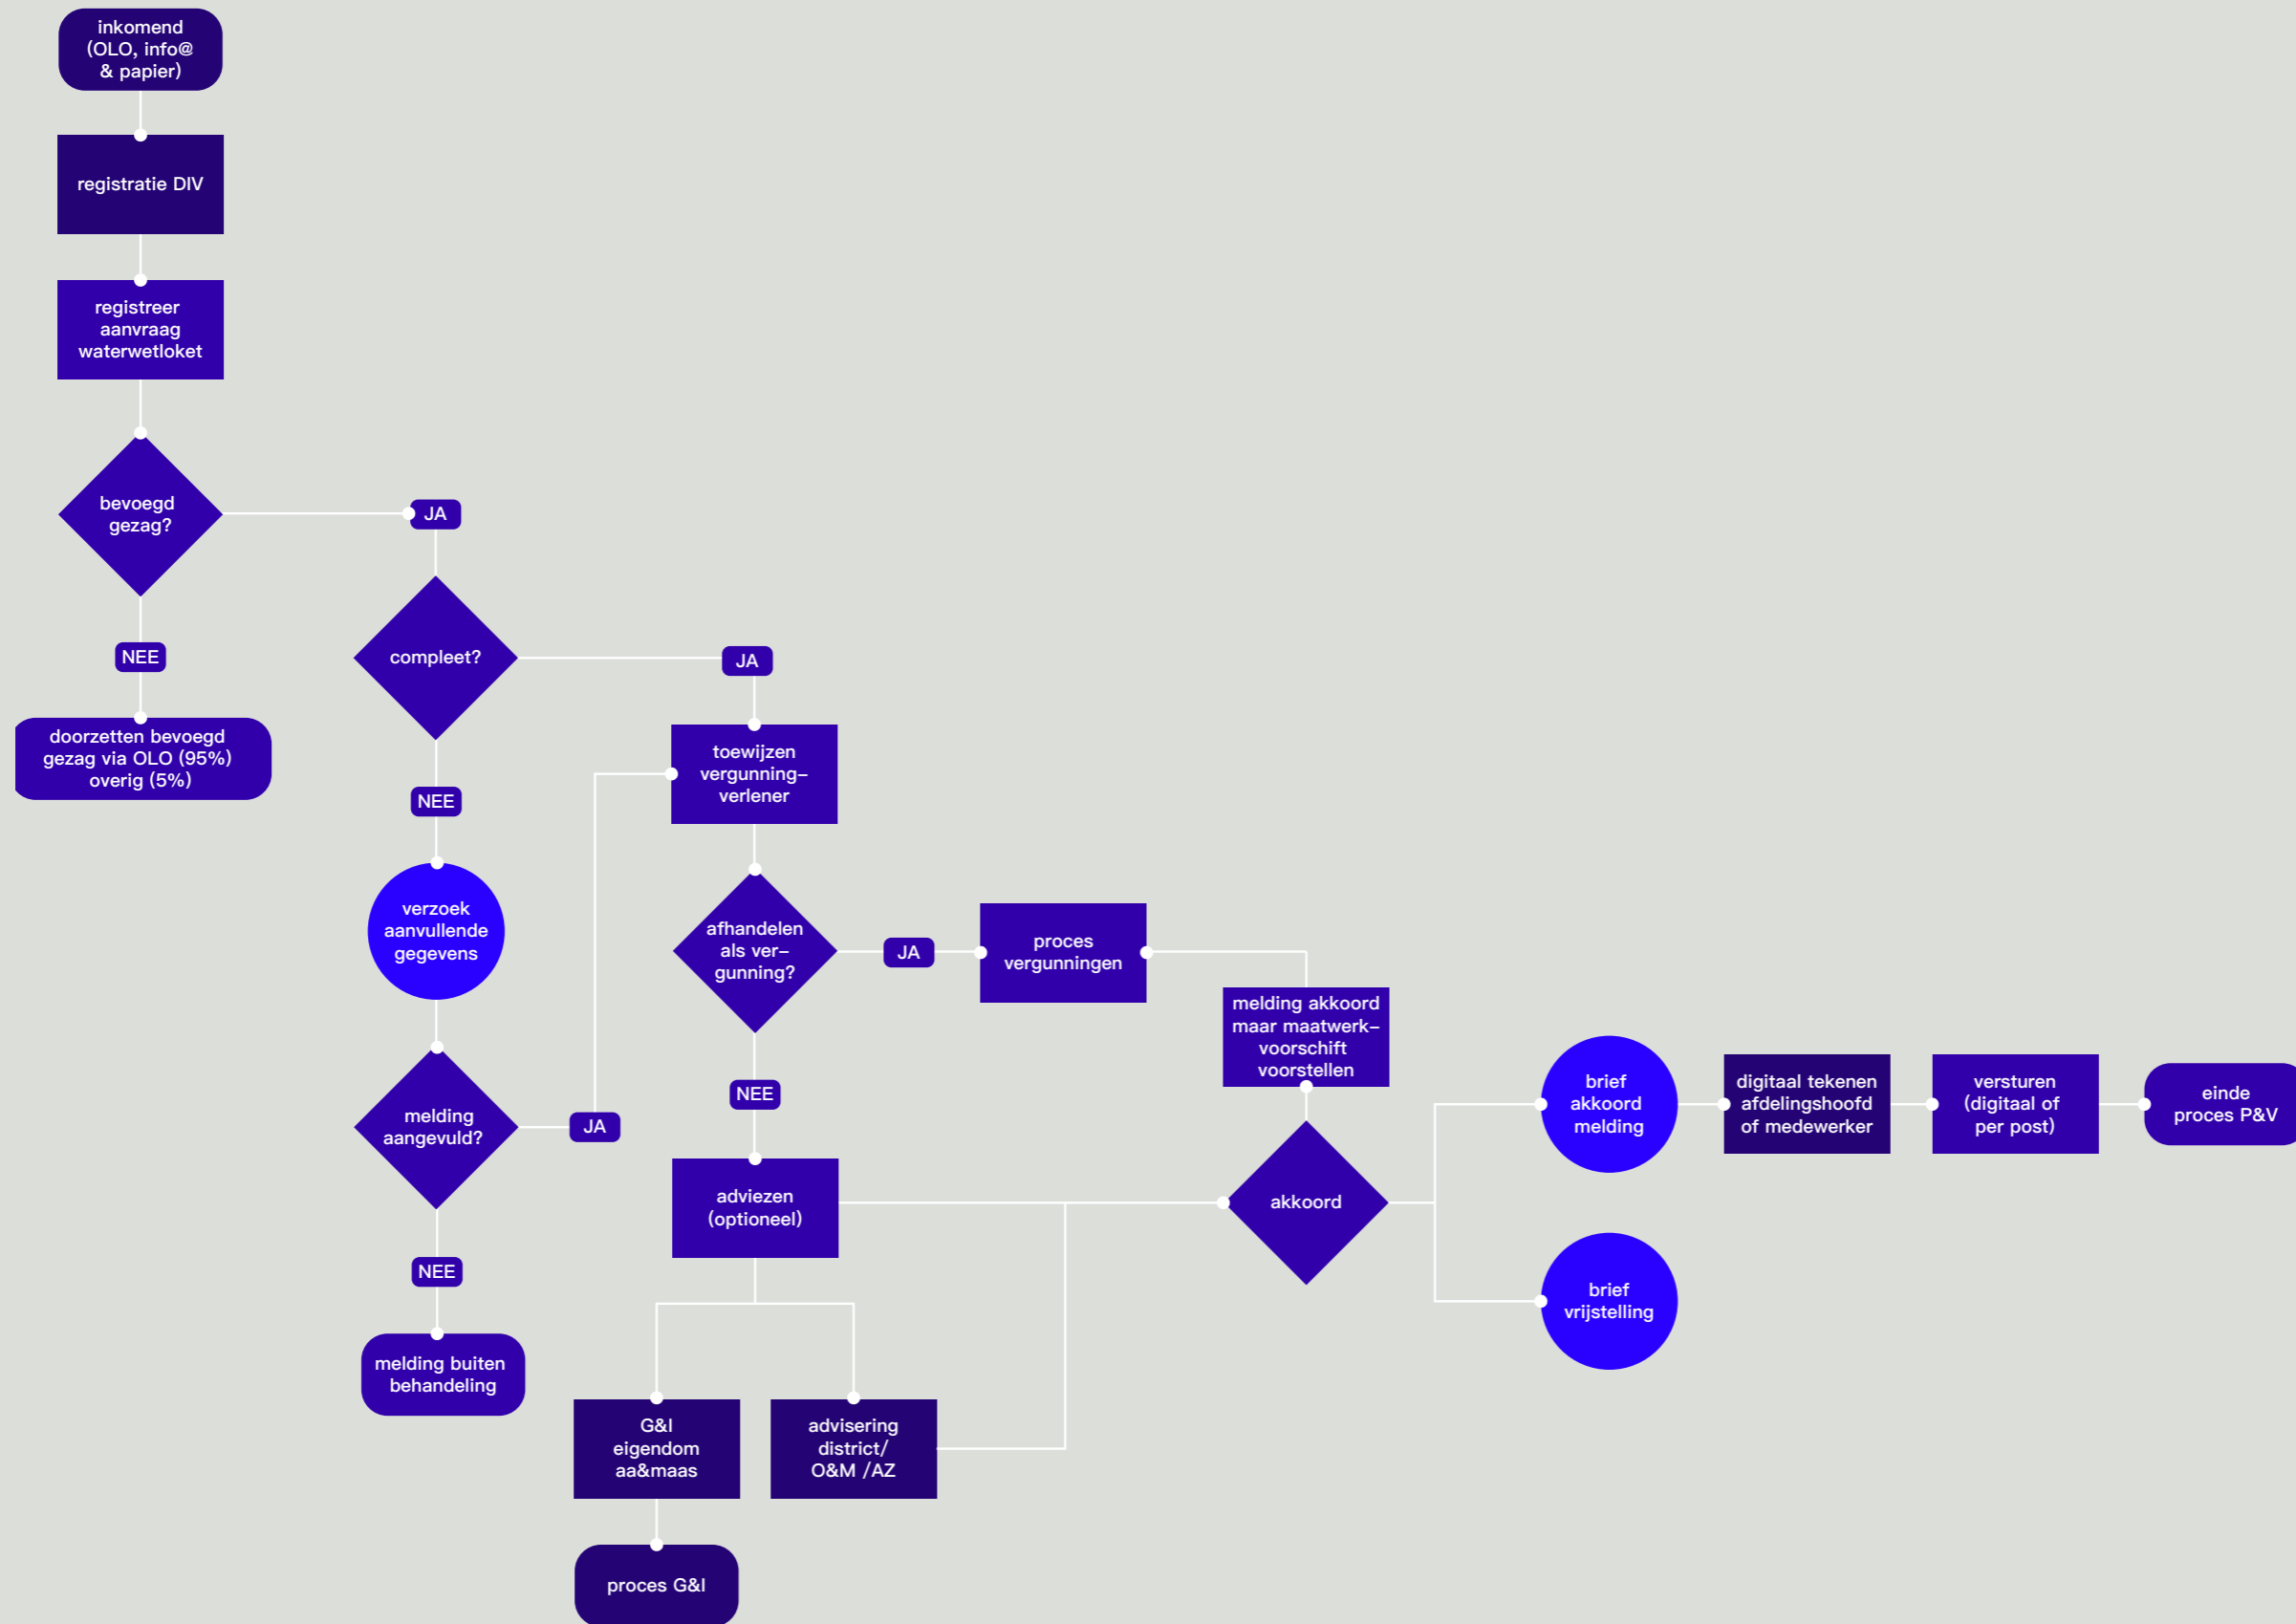 inkomend
(OLO, info@
& papier)
registratie DIV
registreer
aanvraag
waterwetloket
bevoegd
gezag?
JA
NEE
doorzetten bevoegd
gezag via OLO (95%)
overig (5%)
compleet?
JA
NEE
verzoek
aanvullende
gegevens
melding
aangevuld?
JA
NEE
melding buiten
behandeling
toewijzen
vergunning–
verlener
afhandelen
als ver–
gunning?
JA
NEE
proces
vergunningen
melding akkoord
maar maatwerk–
voorschift
voorstellen
adviezen
(optioneel)
G&I
eigendom
aa&maas
proces G&I
advisering
district/
O&M /AZ
akkoord
brief
akkoord
melding
brief
vrijstelling
digitaal tekenen
afdelingshoofd
of medewerker
versturen
(digitaal of
per post)
einde
proces P&V